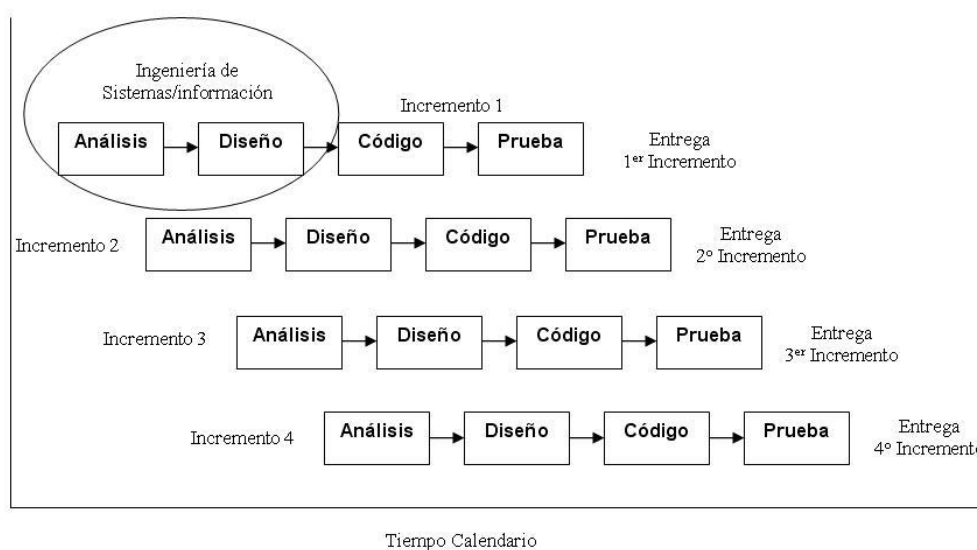 Ingeniería de
Sistemas/información
Incremento 1
Análisis
Diseño
Código
Prueba
Entrega
1er Incremento
Incremento 2
Análisis
Diseño
Código
Prueba
Entrega
2º Incremento
Incremento 3
Análisis
Diseño
Código
Prueba
Entrega
3er Incremento
Incremento 4
Análisis
Diseño
Código
Prueba
Entrega
4º Incremento
Tiempo Calendario